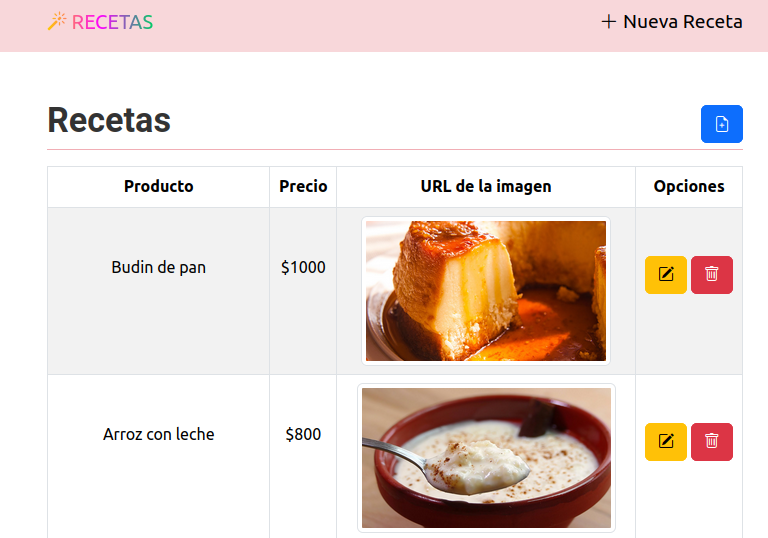 RECETAS
Nueva Receta
Recetas
Producto
Precio
URL de la imagen
Opciones
Budin de pan
$1000
Arroz con leche
$800